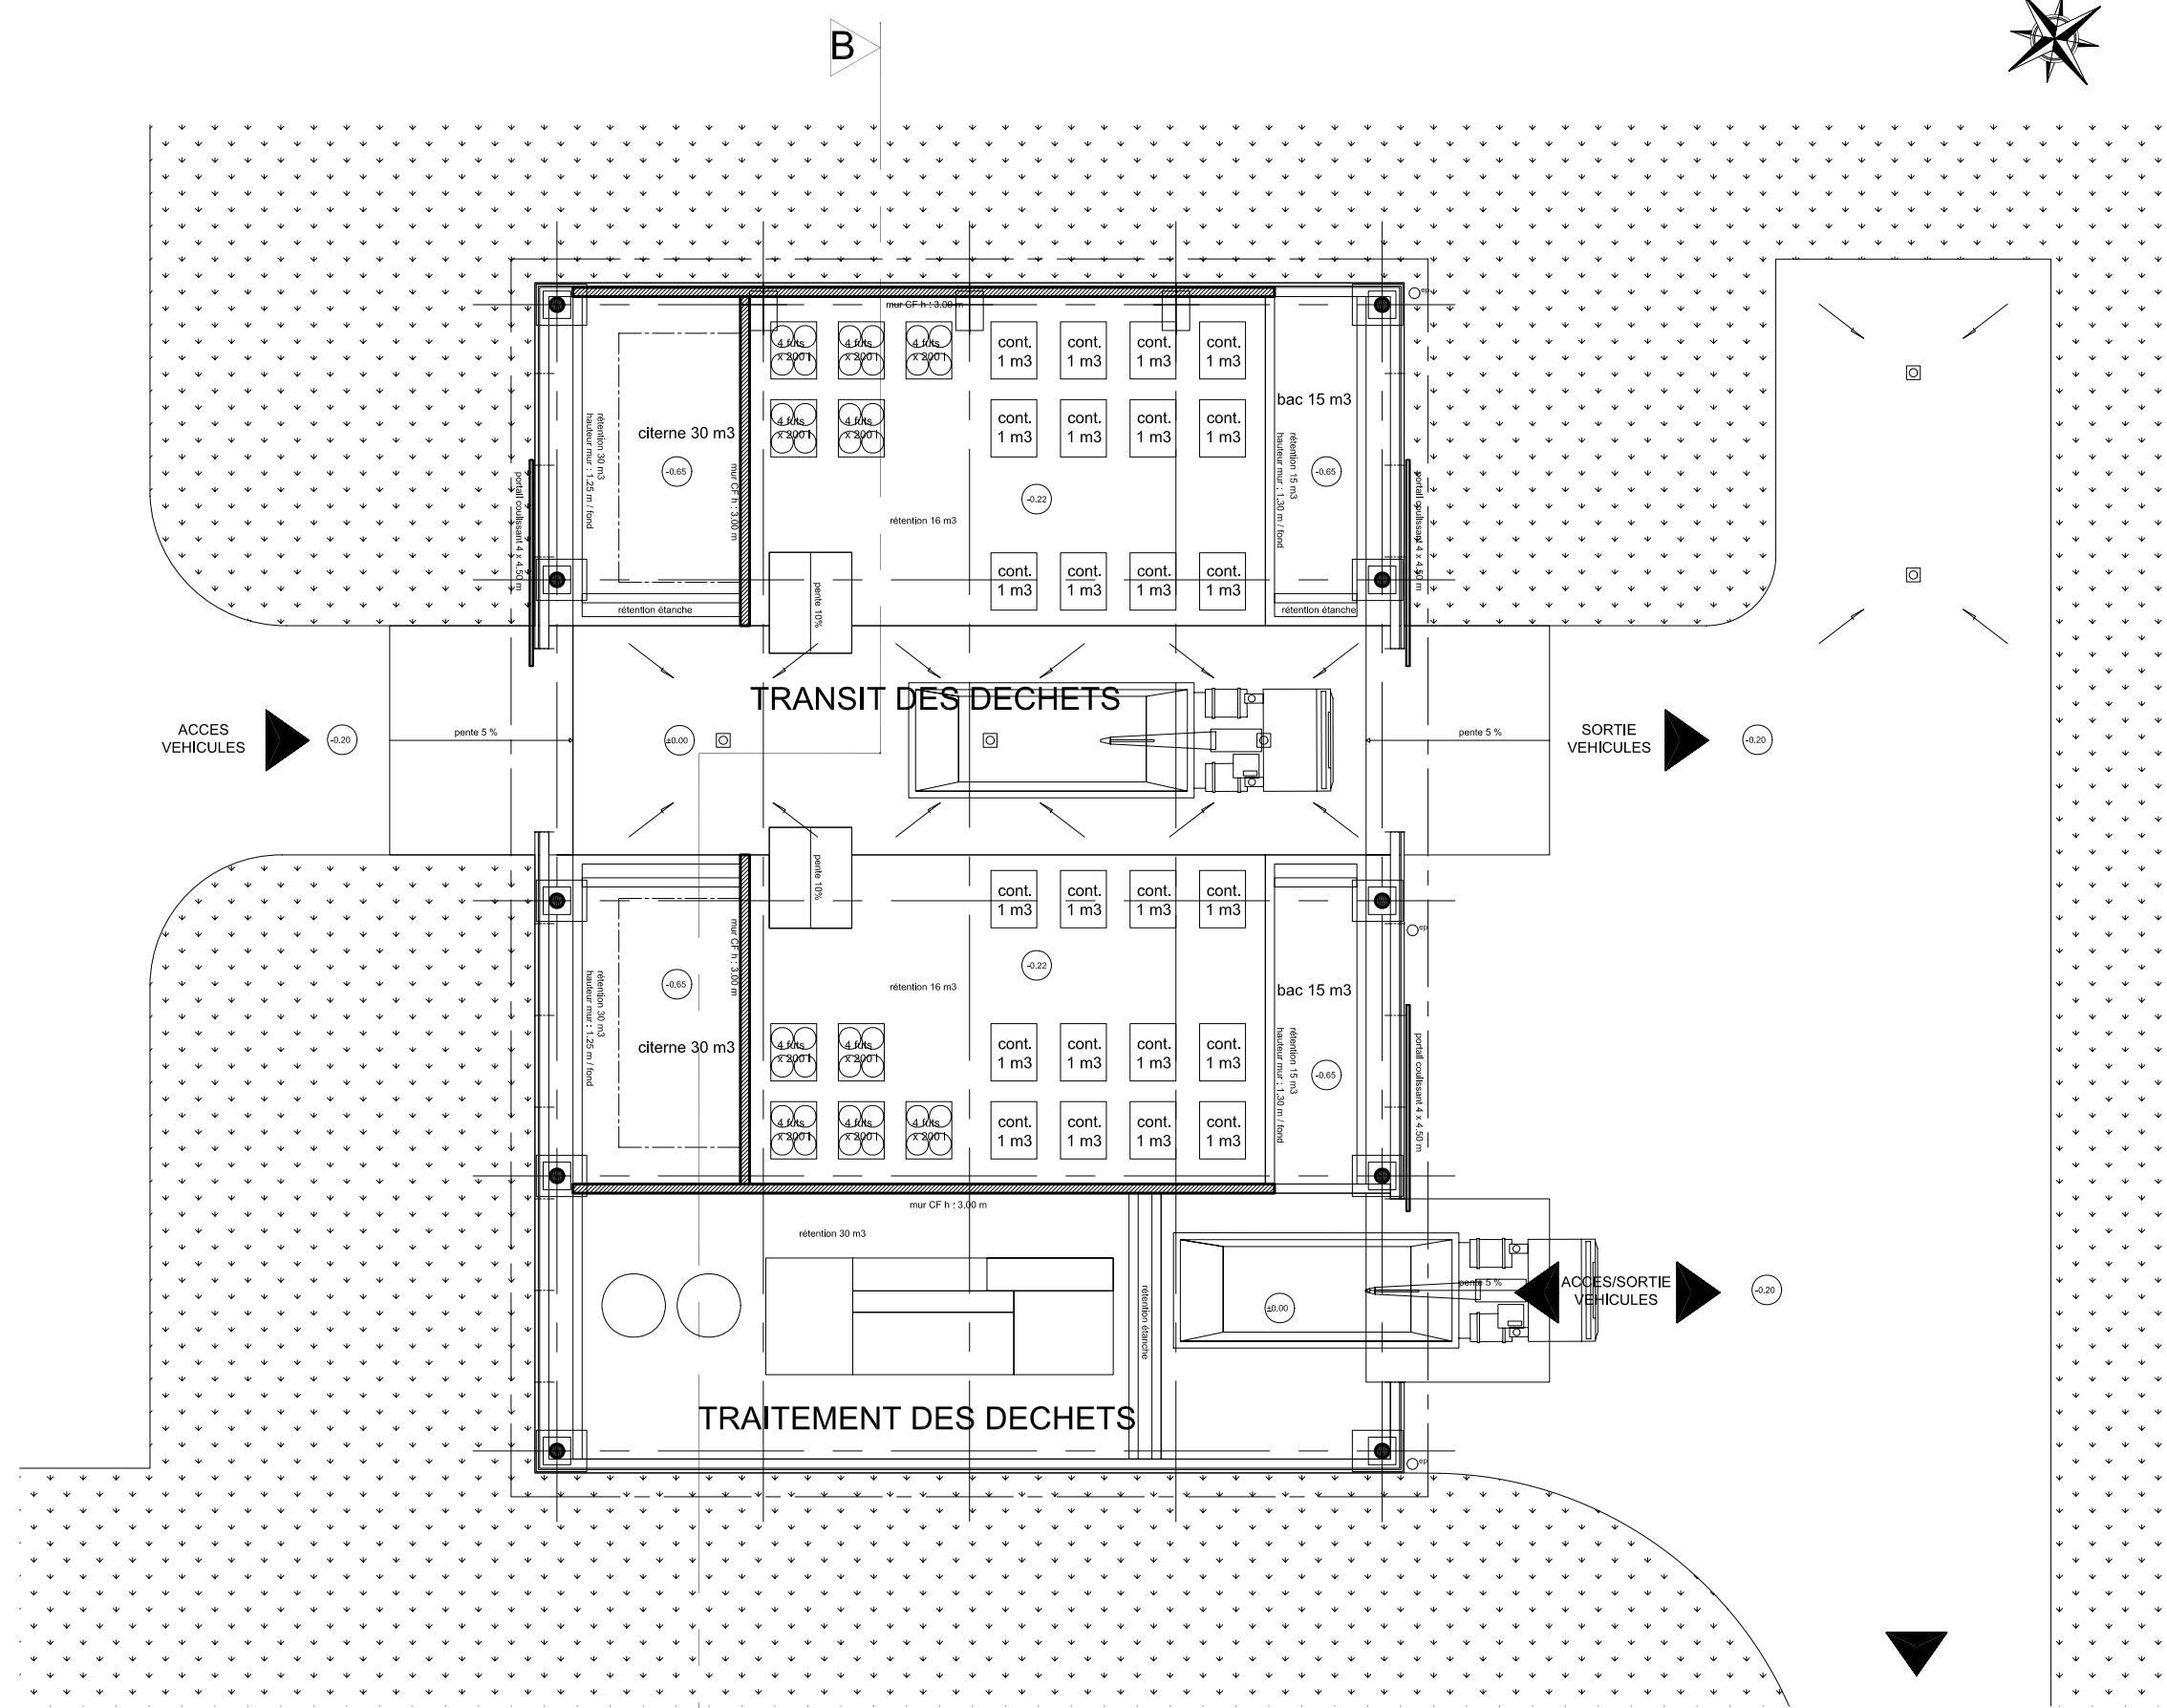 B
mur CF h : 3.00 m
ep
4 fûts
x 200 l
4 fûts
x 200 l
4 fûts
x 200 l
cont.
1 m3
cont.
1 m3
cont.
1 m3
cont.
1 m3
4 fûts
x 200 l
4 fûts
x 200 l
cont.
1 m3
cont.
1 m3
cont.
1 m3
cont.
1 m3
bac 15 m3
citerne 30 m3
rétention 30 m3
hauteur mur : 1.25 m / fond
-0.65
mur CF h : 3.00 m
-0.22
rétention 16 m3
rétention 15 m3
hauteur mur : 1,30 m / fond
-0.65
portail coulissant 4 x 4.50 m
portail coulissant 4 x 4.50 m
cont.
1 m3
cont.
1 m3
cont.
1 m3
cont.
1 m3
pente 10%
rétention étanche
rétention étanche
TRANSIT DES DECHETS
ACCES
VEHICULES
-0.20
pente 5 %
±0.00
pente 5 %
SORTIE
VEHICULES
-0.20
pente 10%
cont.
1 m3
cont.
1 m3
cont.
1 m3
cont.
1 m3
mur CF h : 3.00 m
ep
-0.22
-0.65
rétention 16 m3
bac 15 m3
rétention 30 m3
hauteur mur : 1.25 m / fond
citerne 30 m3
4 fûts
x 200 l
4 fûts
x 200 l
cont.
1 m3
cont.
1 m3
cont.
1 m3
cont.
1 m3
rétention 15 m3
hauteur mur : 1,30 m / fond
-0.65
portail coulissant 4 x 4.50 m
4 fûts
x 200 l
4 fûts
x 200 l
4 fûts
x 200 l
cont.
1 m3
cont.
1 m3
cont.
1 m3
cont.
1 m3
mur CF h : 3,00 m
rétention 30 m3
rétention étanche
±0.00
pente 5 %
ACCES/SORTIE
VEHICULES
-0.20
TRAITEMENT DES DECHETS
ep